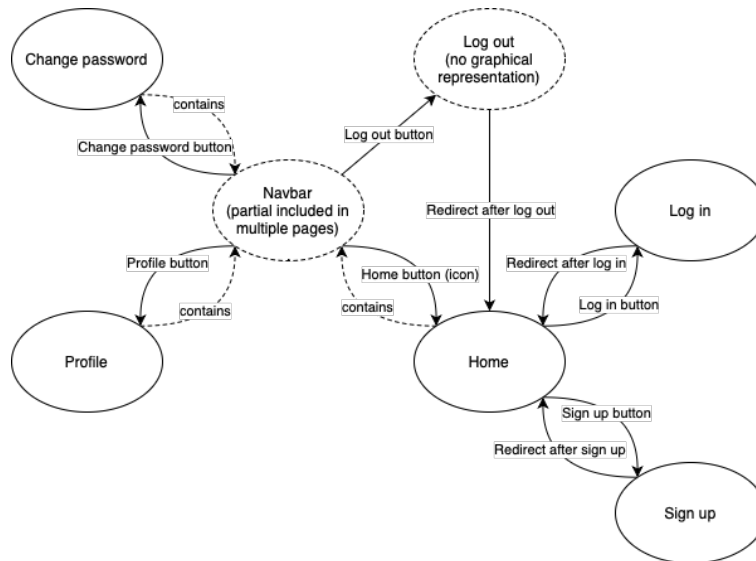 Change password
Log out
(no graphical
representation)
contains
Change password button
Log out button
Navbar
(partial included in
multiple pages)
Redirect after log out
Log in
Profile button
Home button (icon)
Redirect after log in
contains
contains
Log in button
Profile
Home
Sign up button
Redirect after sign up
Sign up